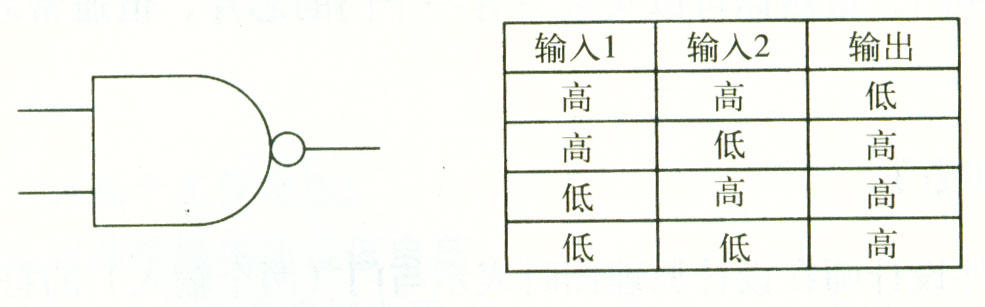 输入1 输入2 输出
高 高 低
高 低 高
低 高 高
低 低 高